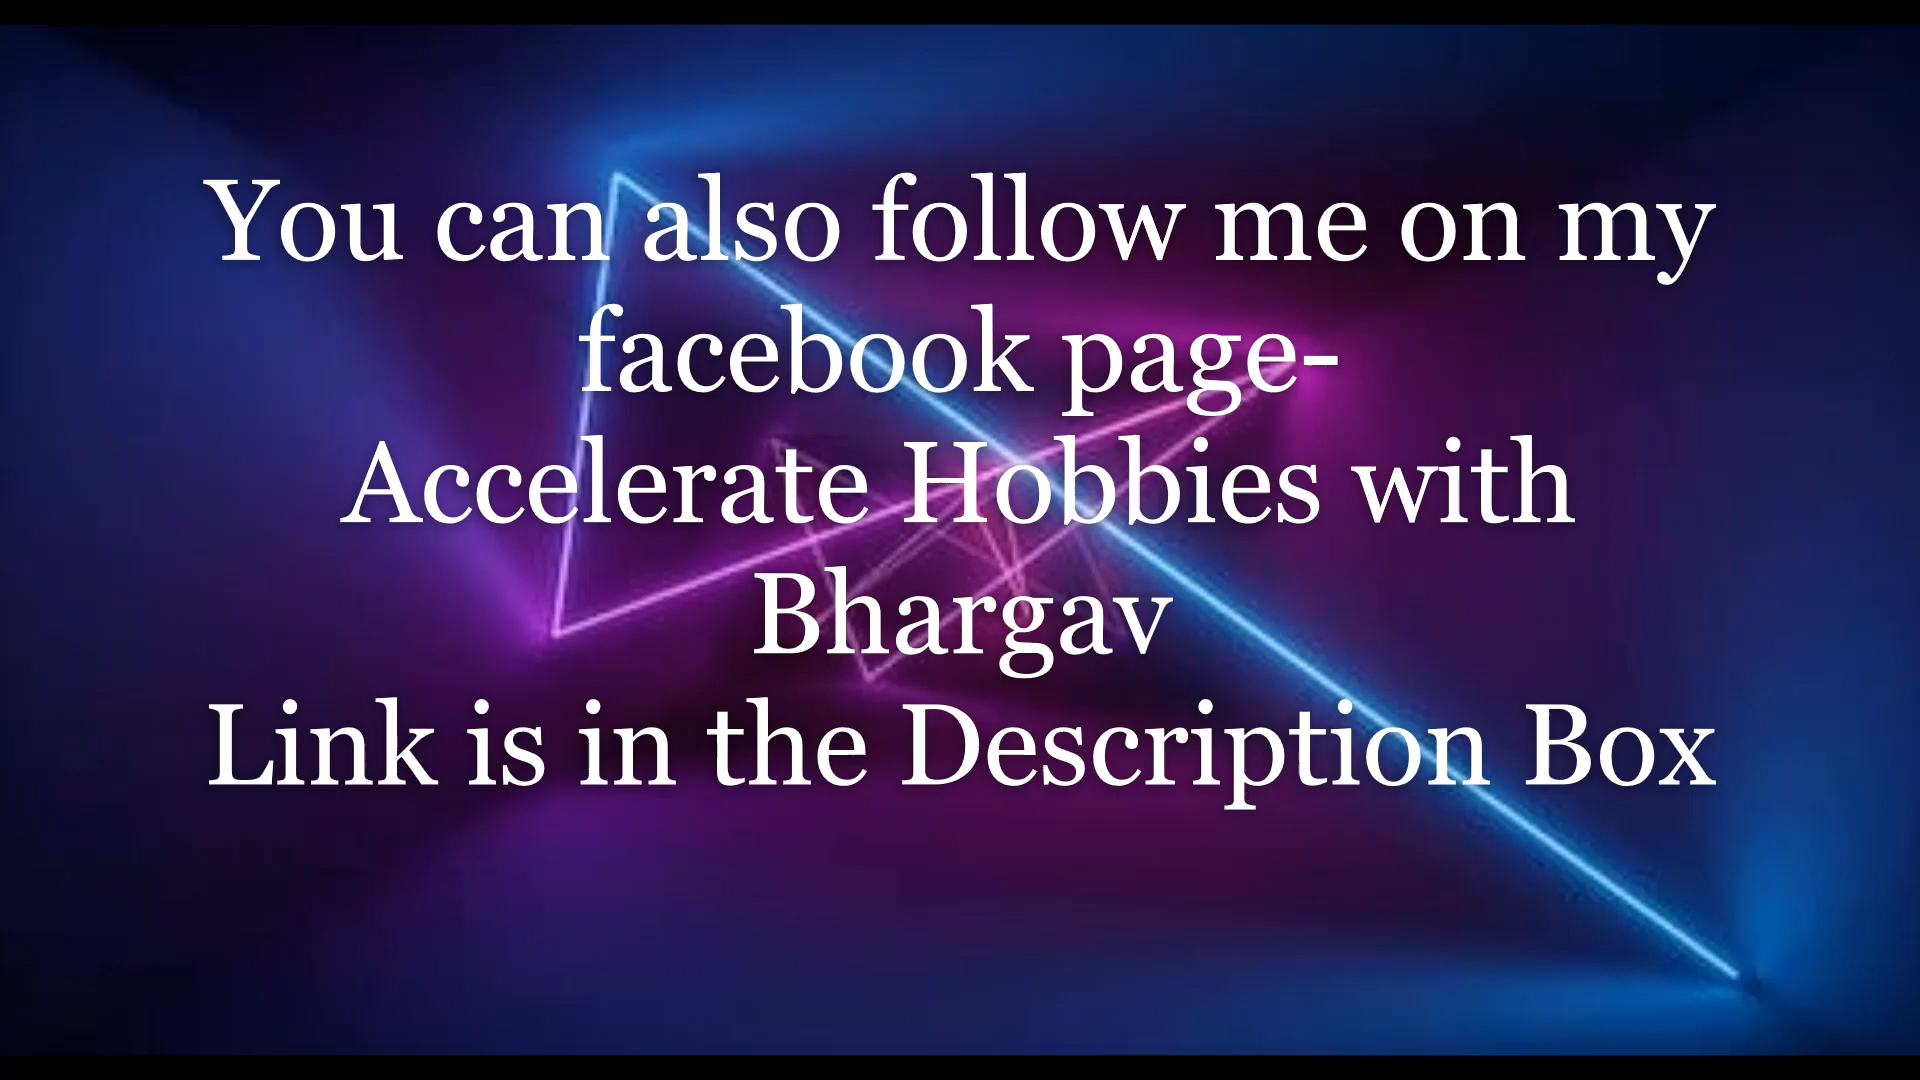 You can also follow me on my
facebook page-
Accelerate Hobbies with
Bhargav
Link is in the Description Box